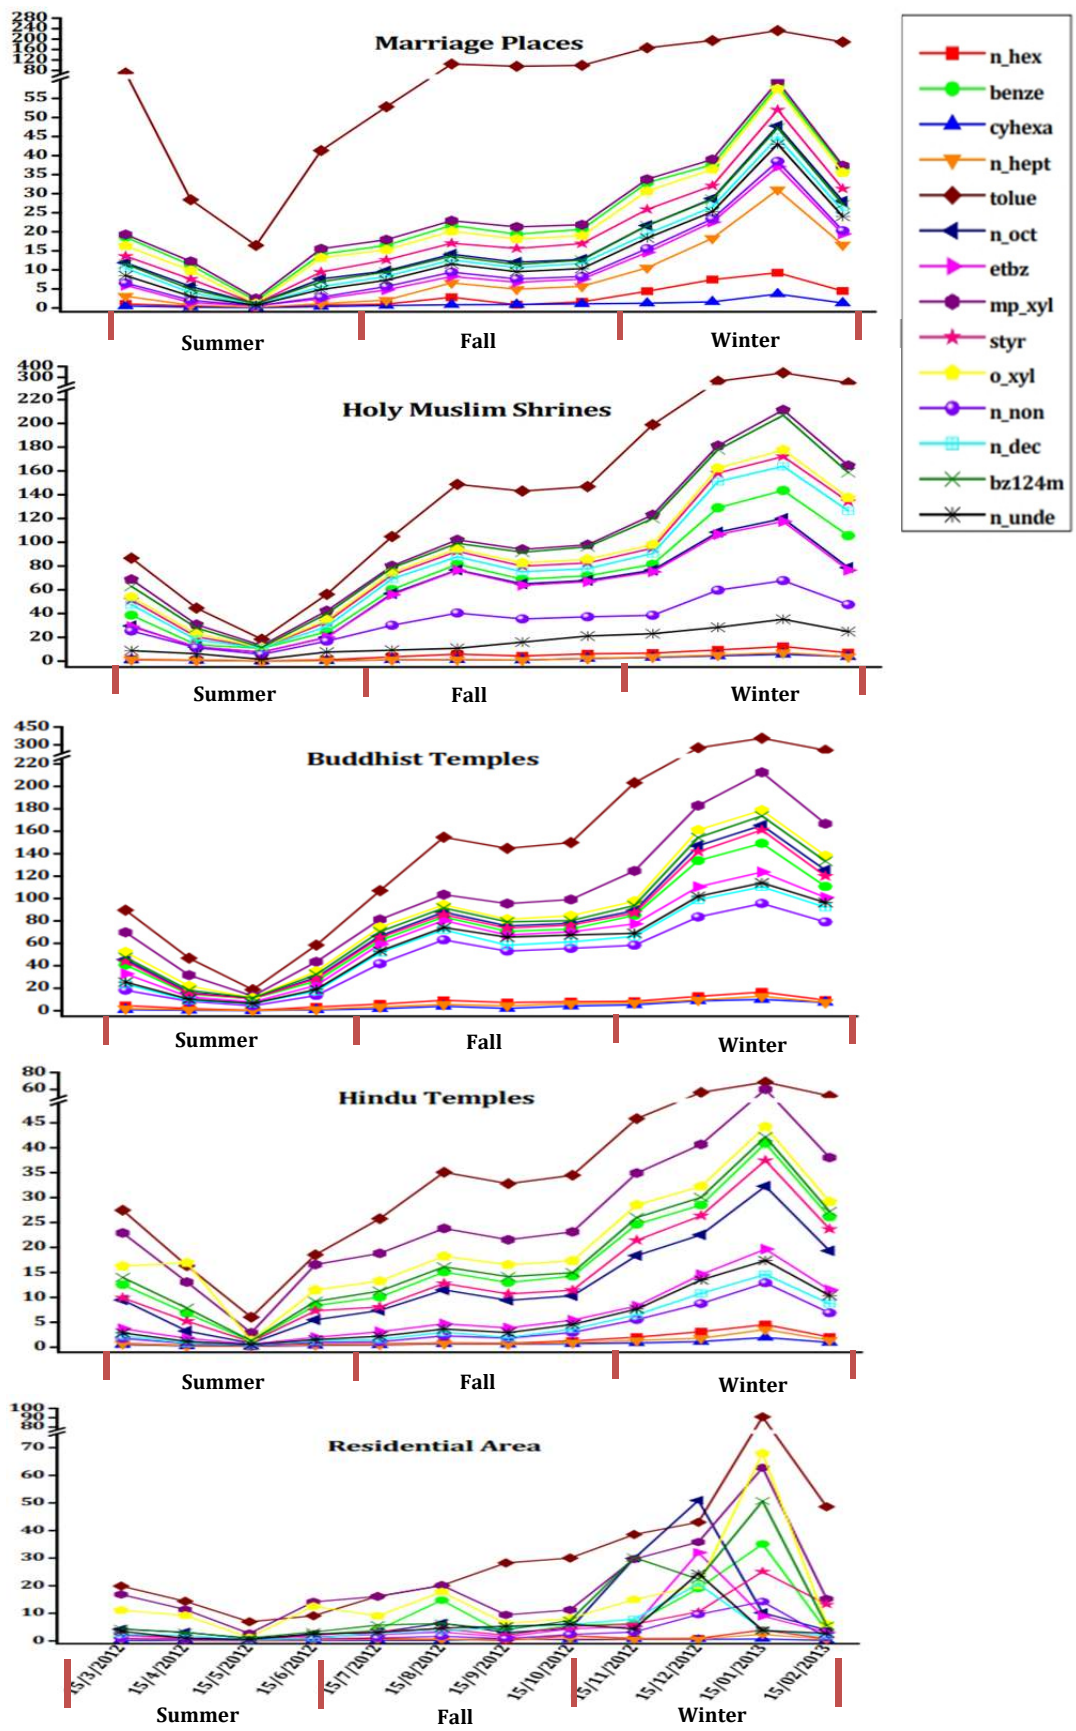 Marriage Places
280
240
200
160
120
80
55
50
45
40
35
30
25
20
15
10
5
0
Summer
Fall
Winter
n_hex
benze
cyhexa
n_hept
tolue
n_oct
etbz
mp_xyl
styr
o_xyl
n_non
n_dec
bz124m
n_unde
Holy Muslim Shrines
400
300
220
200
180
160
140
120
100
80
60
40
20
0
Summer
Fall
Winter
Buddhist Temples
450
300
220
200
180
160
140
120
100
80
60
40
20
0
Summer
Fall
Winter
Hindu Temples
80
60
45
40
35
30
25
20
15
10
5
0
Summer
Fall
Winter
Residential Area
100
90
80
70
60
50
40
30
20
10
0
15/3/2012
15/4/2012
15/5/2012
15/6/2012
15/7/2012
15/08/2012
15/09/2012
15/10/2012
15/11/2012
15/12/2012
15/01/2013
15/02/2013
Summer
Fall
Winter